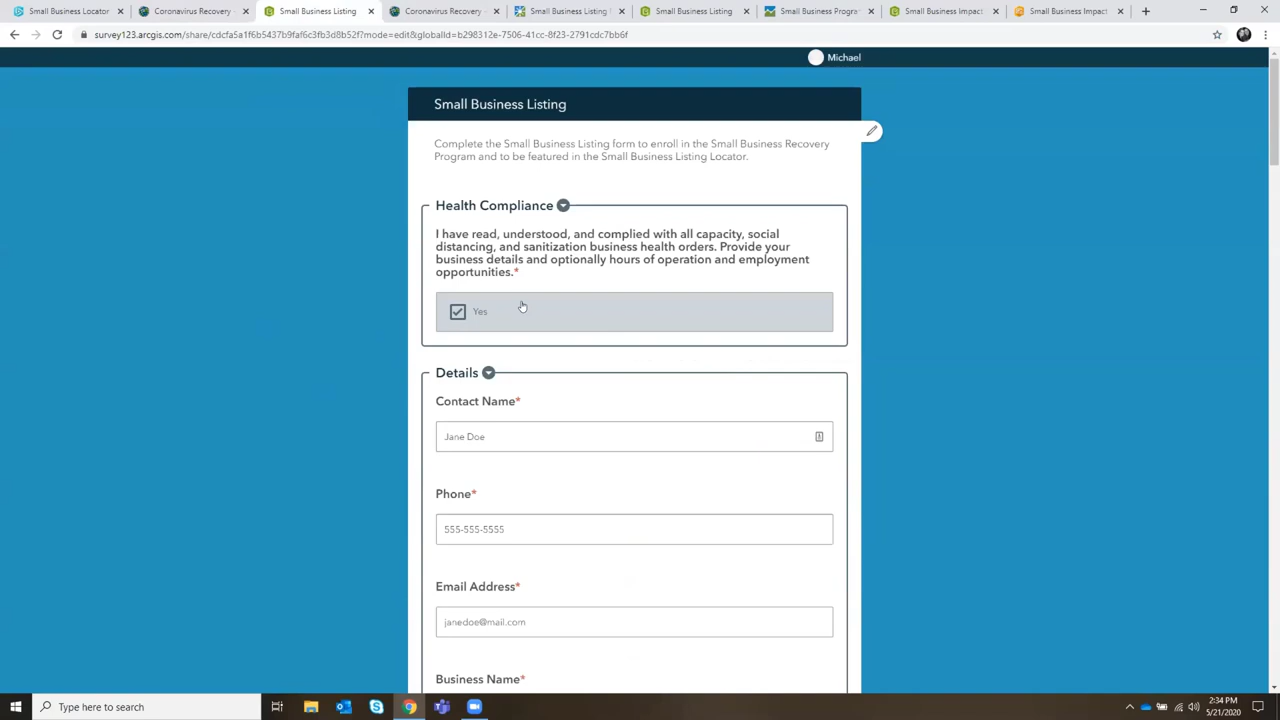 Small Business Locator
Coronavirus Recovery
Small Business Listing
Coronavirus Recovery
Small Business Listing
Small Business Listing
Small Business Progra
Small Business Impact
Small Business Impact
survey123.arcgis.com/share/cdcfa5a1f6b5437b9faf6c3fb3d8b52f?mode=edit&globalId=b298312e-7506-41cc-8f23-2791cdc7bb6f
Michael
Small Business Listing
Complete the Small Business Listing form to enroll in the Small Business Recovery
Program and to be featured in the Small Business Listing Locator.
Health Compliance
I have read, understood, and complied with all capacity, social
distancing, and sanitization business health orders. Provide your
business details and optionally hours of operation and employment
opportunities.*
Yes
Details
Contact Name*
Jane Doe
Phone*
555-555-5555
Email Address*
janedoe@mail.com
Business Name*
Type here to search
2:34 PM
5/21/2020